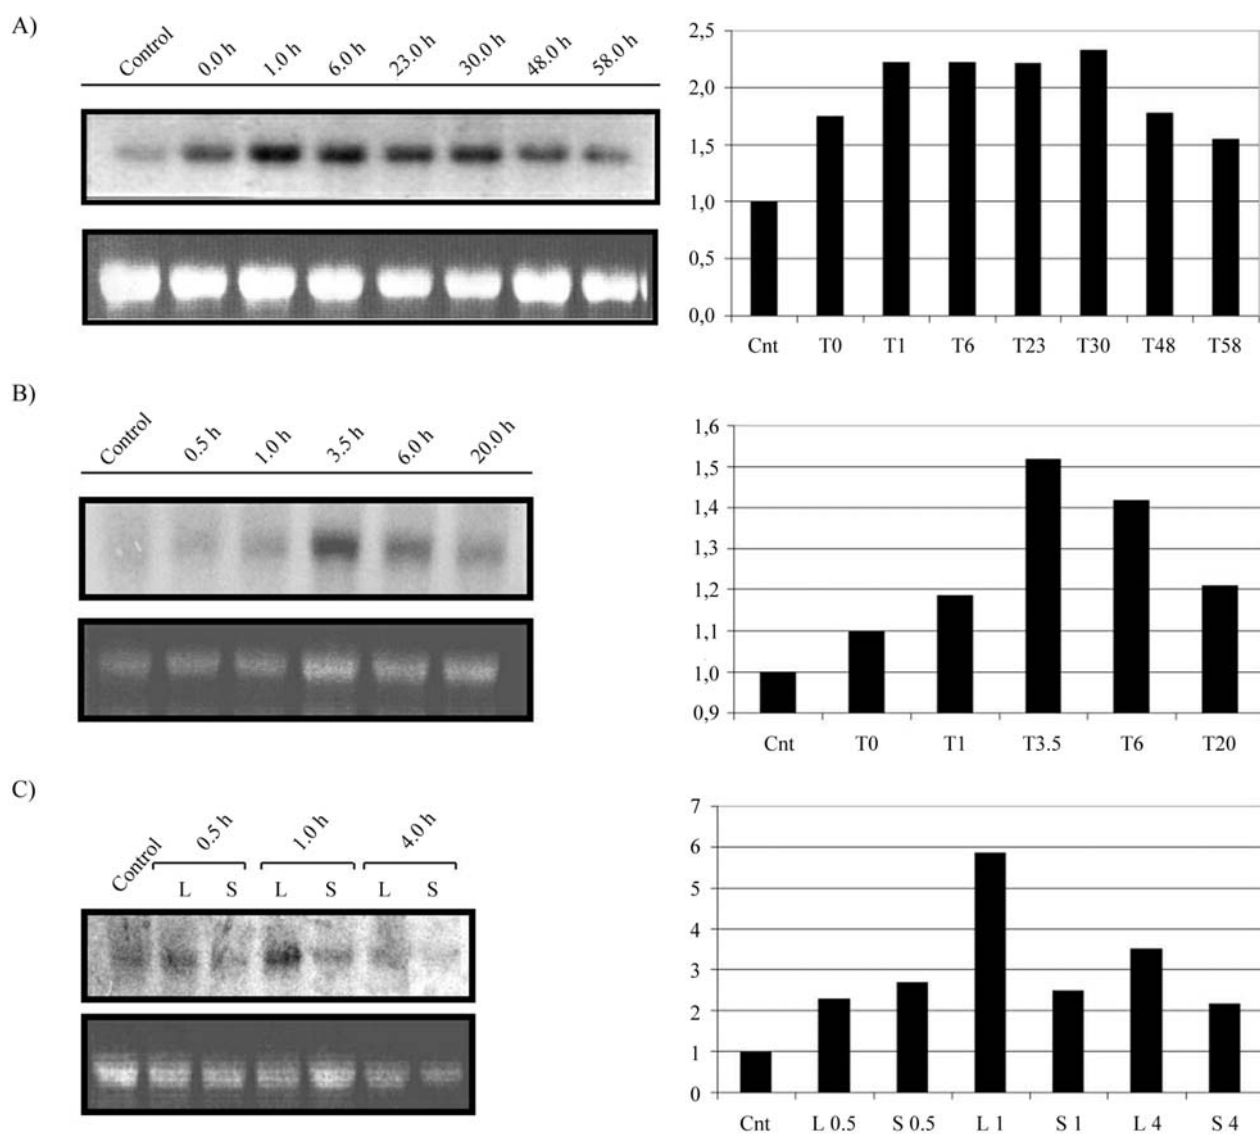 A)
Control 0.0 h 1.0 h 6.0 h 23.0 h 30.0 h 48.0 h 58.0 h
2,5
2,0
1,5
1,0
0,5
0,0
Cnt T0 T1 T6 T23 T30 T48 T58
B)
Control 0.5 h 1.0 h 3.5 h 6.0 h 20.0 h
1,6
1,5
1,4
1,3
1,2
1,1
1,0
0,9
Cnt T0 T1 T3.5 T6 T20
C)
Control 0.5 h 1.0 h 4.0 h
L S L S L S
7
6
5
4
3
2
1
0
Cnt L 0.5 S 0.5 L 1 S 1 L 4 S 4